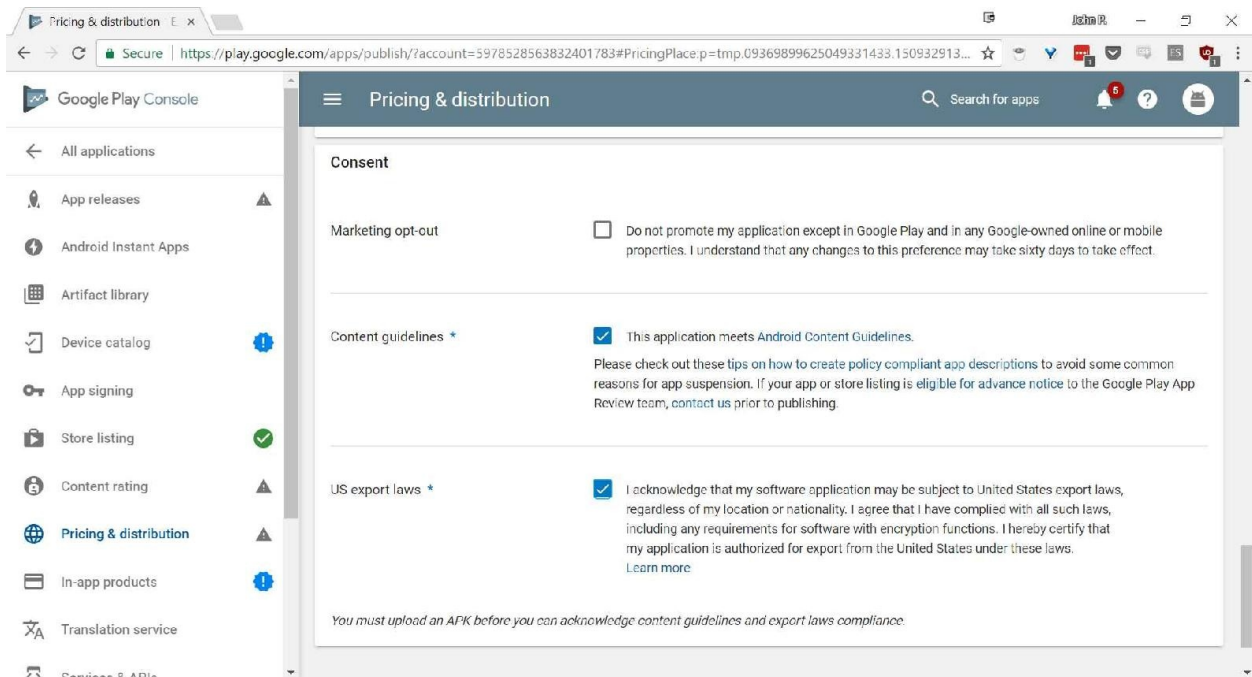 Pricing & distribution
John R.
Secure
https://play.google.com/apps/publish/?account=5978528563832401783#PricingPlace:p=tmp.09369899625049331433.150932913...
ES
1
1
Google Play Console
Pricing & distribution
Search for apps
5
All applications
App releases
Android Instant Apps
Artifact library
Device catalog
App signing
Store listing
Content rating
Pricing & distribution
In-app products
Translation service
Services & APIs
Consent
Marketing opt-out
Do not promote my application except in Google Play and in any Google-owned online or mobile
properties. I understand that any changes to this preference may take sixty days to take effect.
Content guidelines *
This application meets Android Content Guidelines.
Please check out these tips on how to create policy compliant app descriptions to avoid some common
reasons for app suspension. If your app or store listing is eligible for advance notice to the Google Play App
Review team, contact us prior to publishing.
US export laws *
I acknowledge that my software application may be subject to United States export laws,
regardless of my location or nationality. I agree that I have complied with all such laws,
including any requirements for software with encryption functions. I hereby certify that
my application is authorized for export from the United States under these laws.
Learn more
You must upload an APK before you can acknowledge content guidelines and export laws compliance.